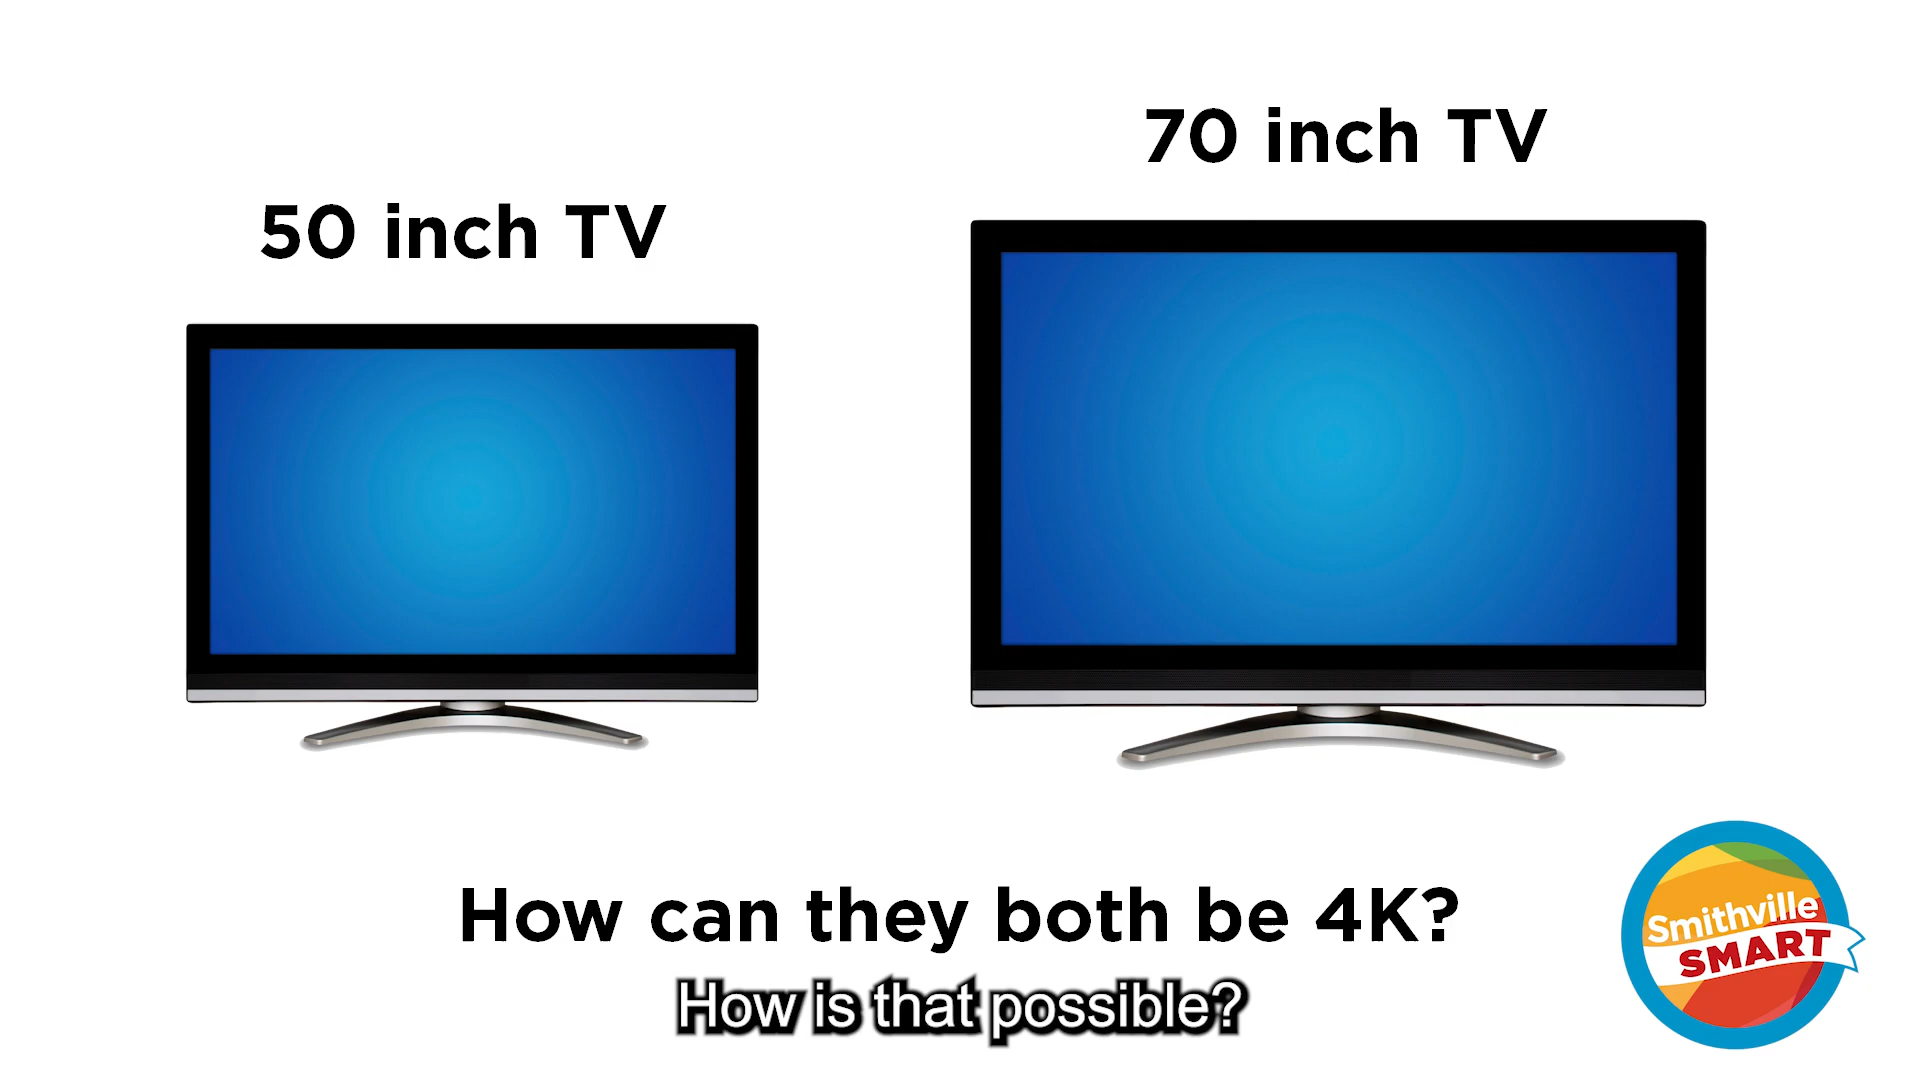 70 inch TV
50 inch TV
How can they both be 4K?
How is that possible?
Smithville
SMART